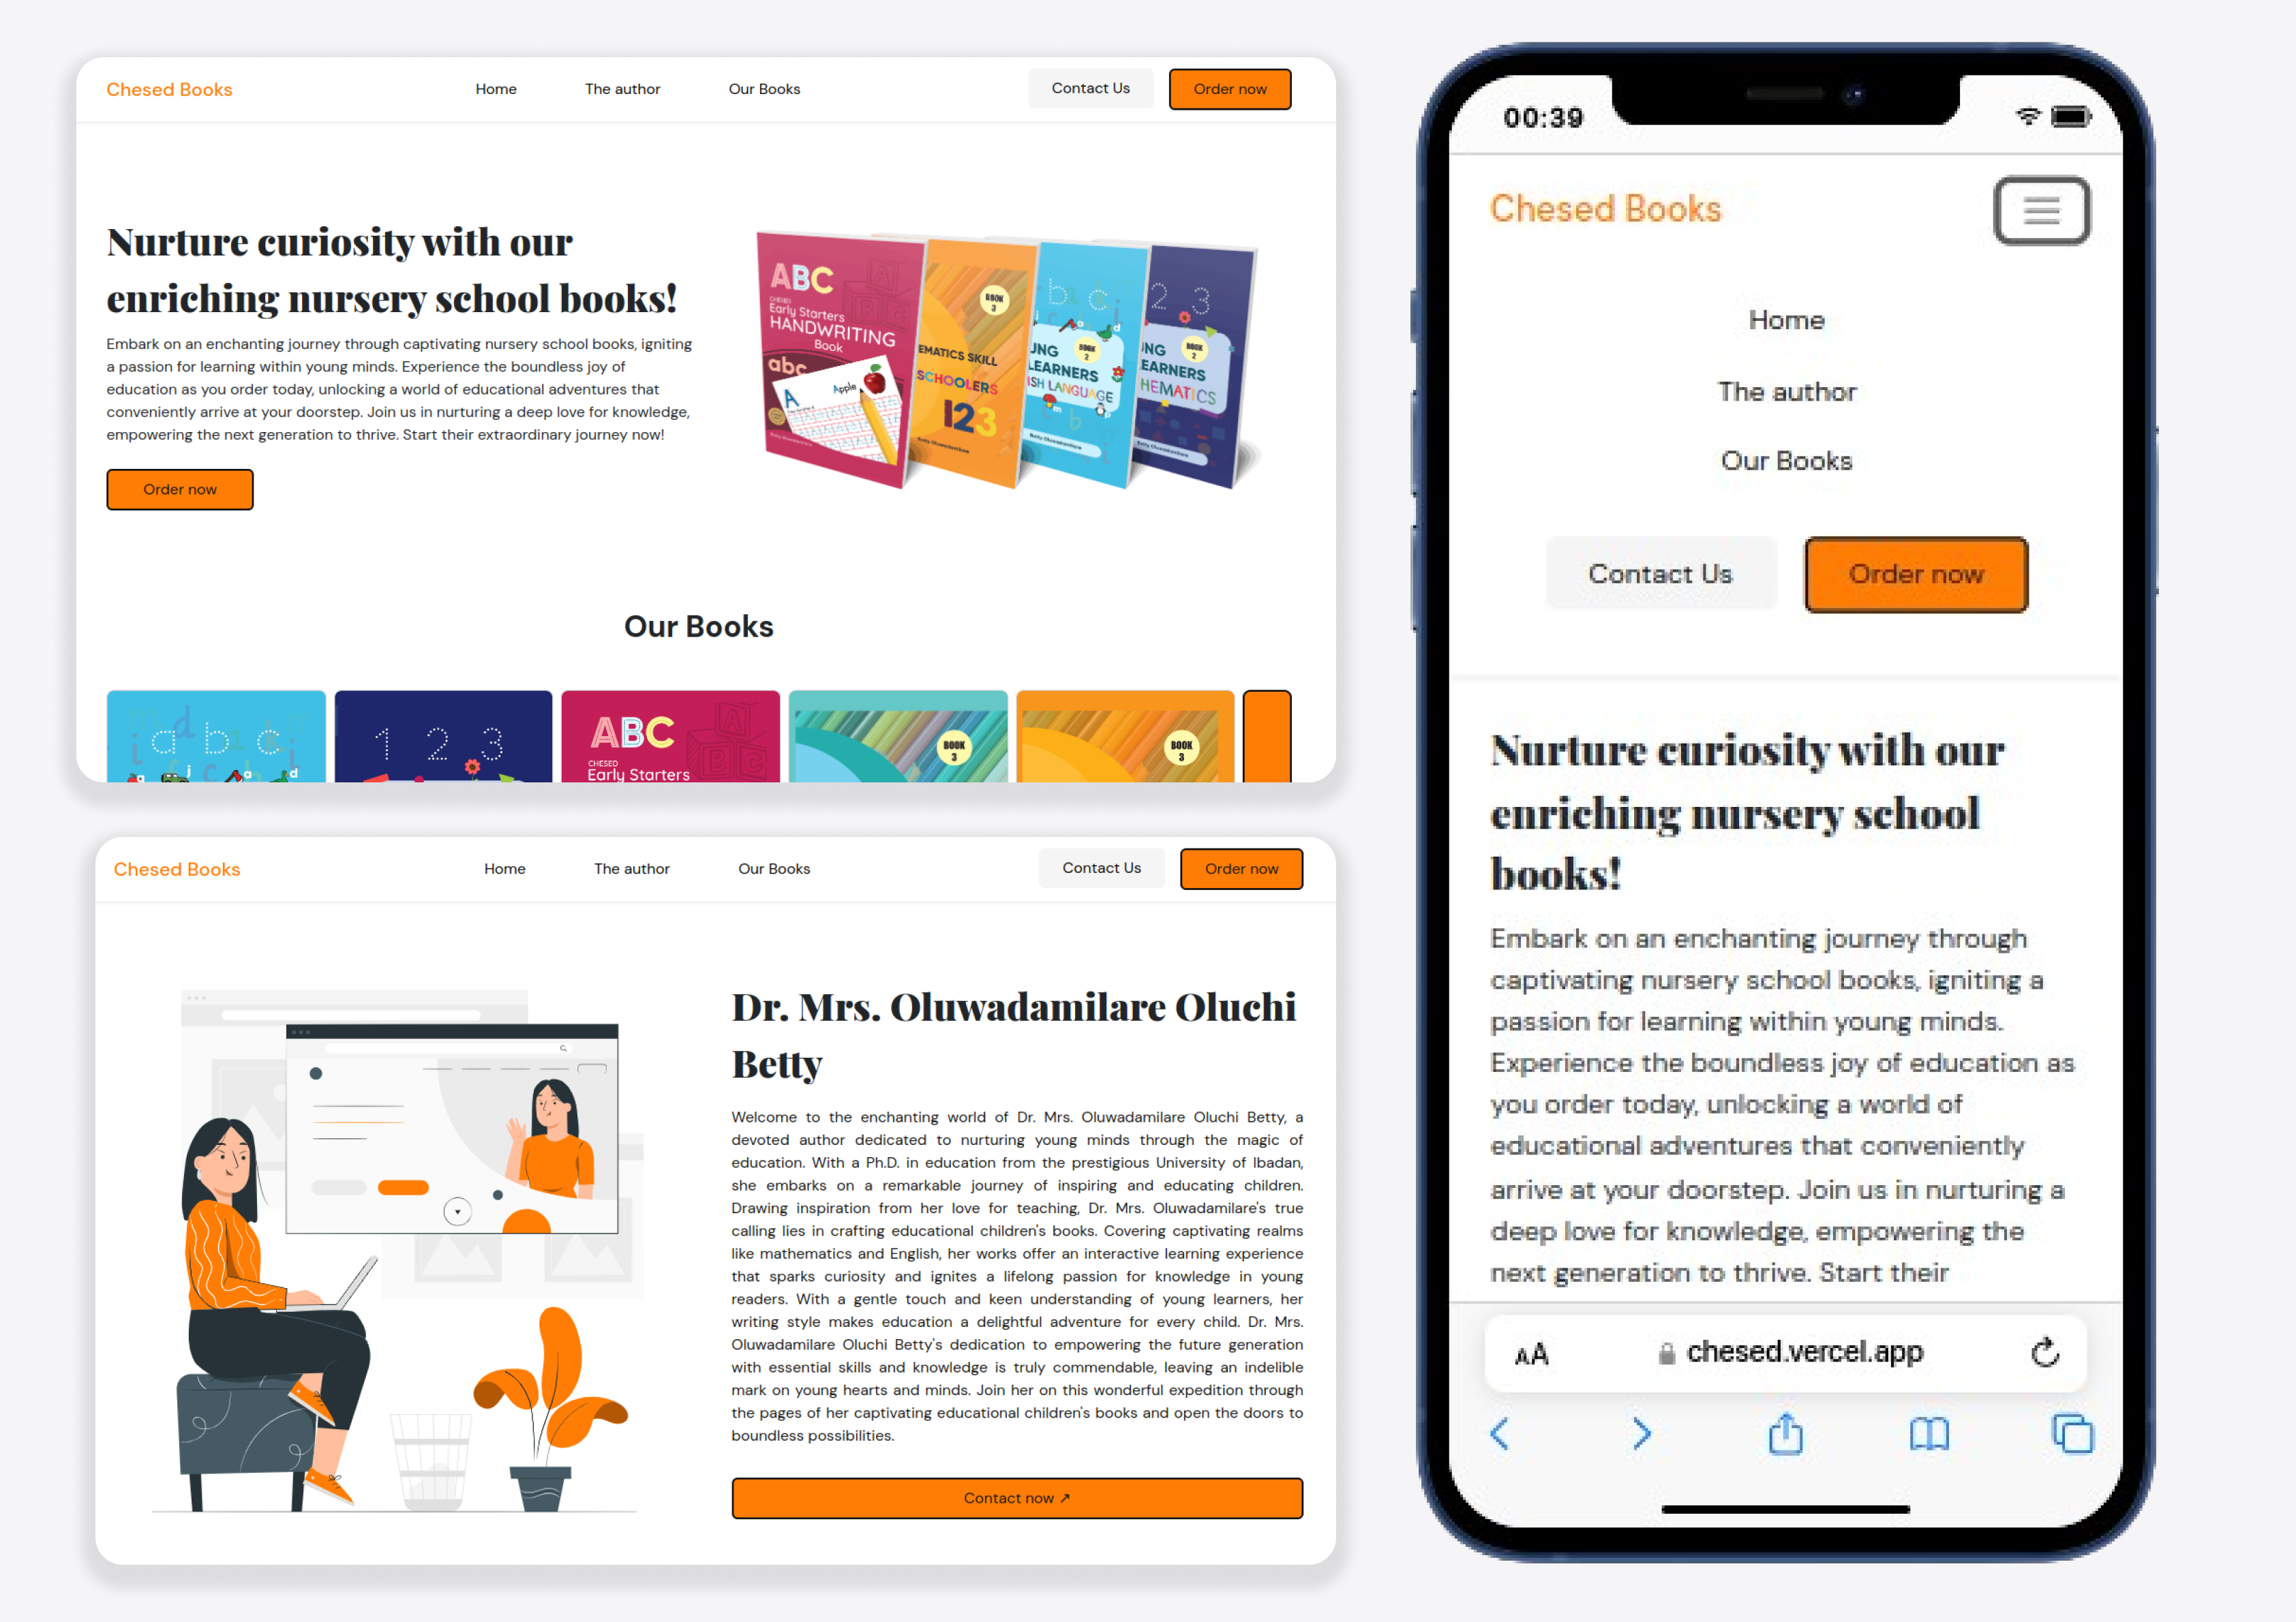 Chesed Books
Home
The author
Our Books
Contact Us
Order now
Nurture curiosity with our
enriching nursery school books!
Embark on an enchanting journey through captivating nursery school books, igniting
a passion for learning within young minds. Experience the boundless joy of
education as you order today, unlocking a world of educational adventures that
conveniently arrive at your doorstep. Join us in nurturing a deep love for knowledge,
empowering the next generation to thrive. Start their extraordinary journey now!
Order now
ABC
CHESED
Early Starters
HANDWRITING
Book
abc
A
Apple
BOOK
3
EMATICS SKILL
SCHOOLERS
123
Betty Oluwadamilare
b c
BOOK
2
UNG
LEARNERS
ISH LANGUAGE
Betty Oluwadamilare
2 3
BOOK
2
NG
EARNERS
HEMATICS
Betty Oluwadamilare
Our Books
a b c
1 2 3
ABC
CHESED
Early Starters
BOOK
3
BOOK
3
Chesed Books
Home
The author
Our Books
Contact Us
Order now
Dr. Mrs. Oluwadamilare Oluchi
Betty
Welcome to the enchanting world of Dr. Mrs. Oluwadamilare Oluchi Betty, a
devoted author dedicated to nurturing young minds through the magic of
education. With a Ph.D. in education from the prestigious University of Ibadan,
she embarks on a remarkable journey of inspiring and educating children.
Drawing inspiration from her love for teaching, Dr. Mrs. Oluwadamilare's true
calling lies in crafting educational children's books. Covering captivating realms
like mathematics and English, her works offer an interactive learning experience
that sparks curiosity and ignites a lifelong passion for knowledge in young
readers. With a gentle touch and keen understanding of young learners, her
writing style makes education a delightful adventure for every child. Dr. Mrs.
Oluwadamilare Oluchi Betty's dedication to empowering the future generation
with essential skills and knowledge is truly commendable, leaving an indelible
mark on young hearts and minds. Join her on this wonderful expedition through
the pages of her captivating educational children's books and open the doors to
boundless possibilities.
Contact now ↗
00:39
Chesed Books
Home
The author
Our Books
Contact Us
Order now
Nurture curiosity with our
enriching nursery school
books!
Embark on an enchanting journey through
captivating nursery school books, igniting a
passion for learning within young minds.
Experience the boundless joy of education as
you order today, unlocking a world of
educational adventures that conveniently
arrive at your doorstep. Join us in nurturing a
deep love for knowledge, empowering the
next generation to thrive. Start their
AA
chesed.vercel.app